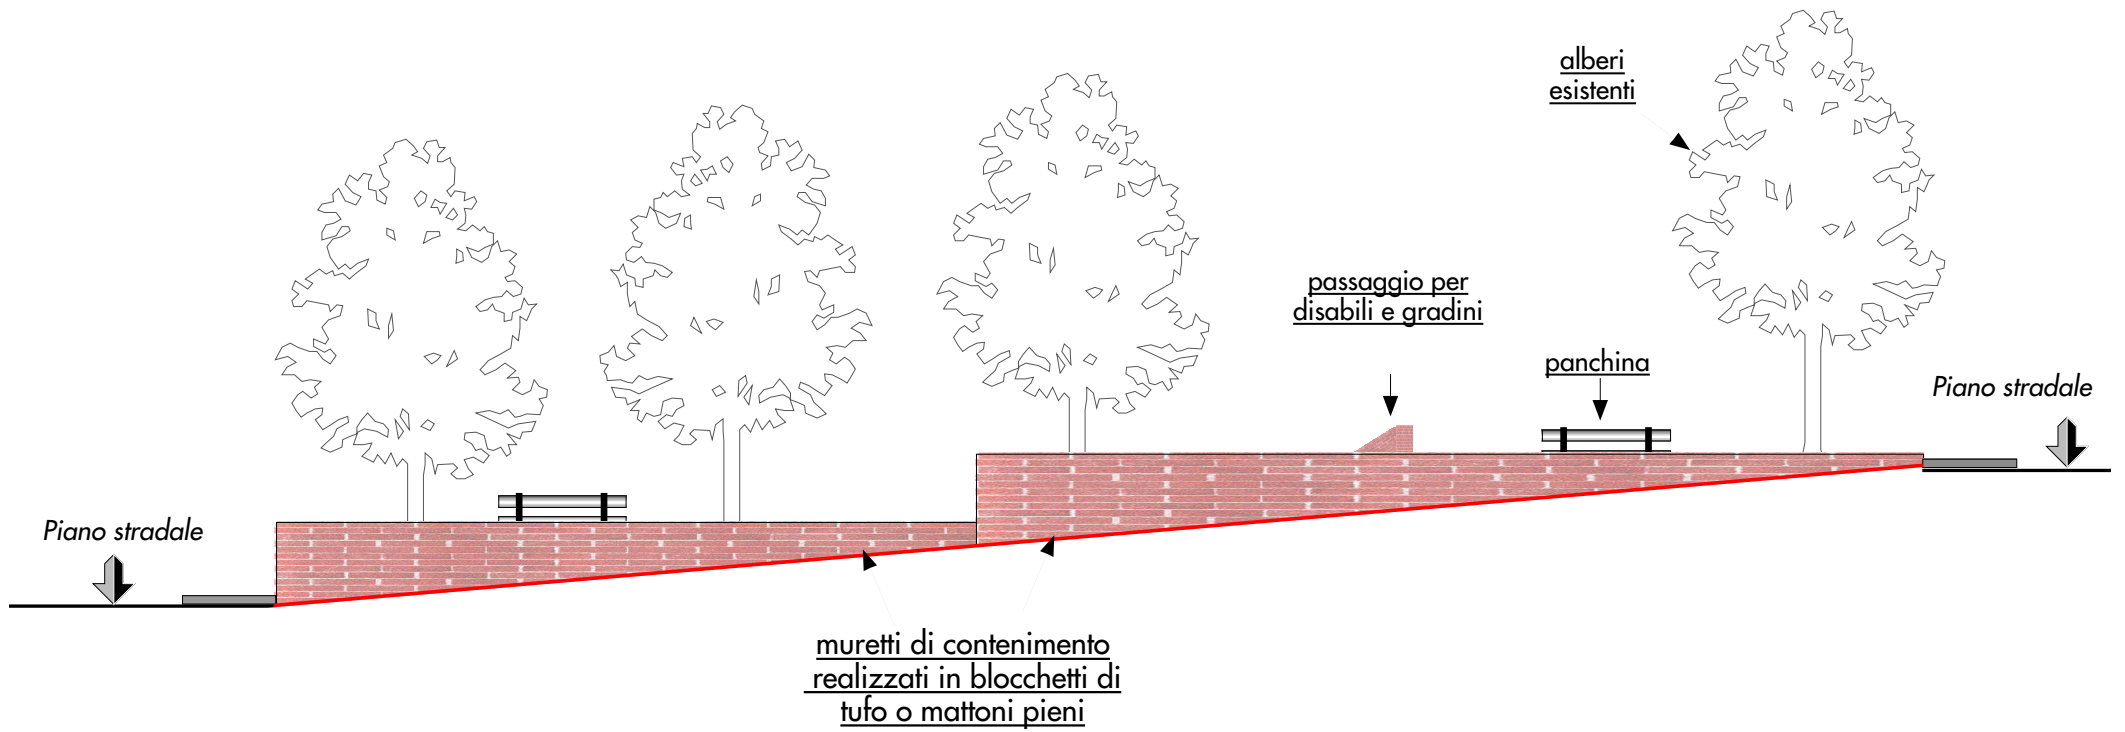 alberi
esistenti
passaggio per
disabili e gradini
panchina
Piano stradale
Piano stradale
muretti di contenimento
realizzati in blocchetti di
tufo o mattoni pieni